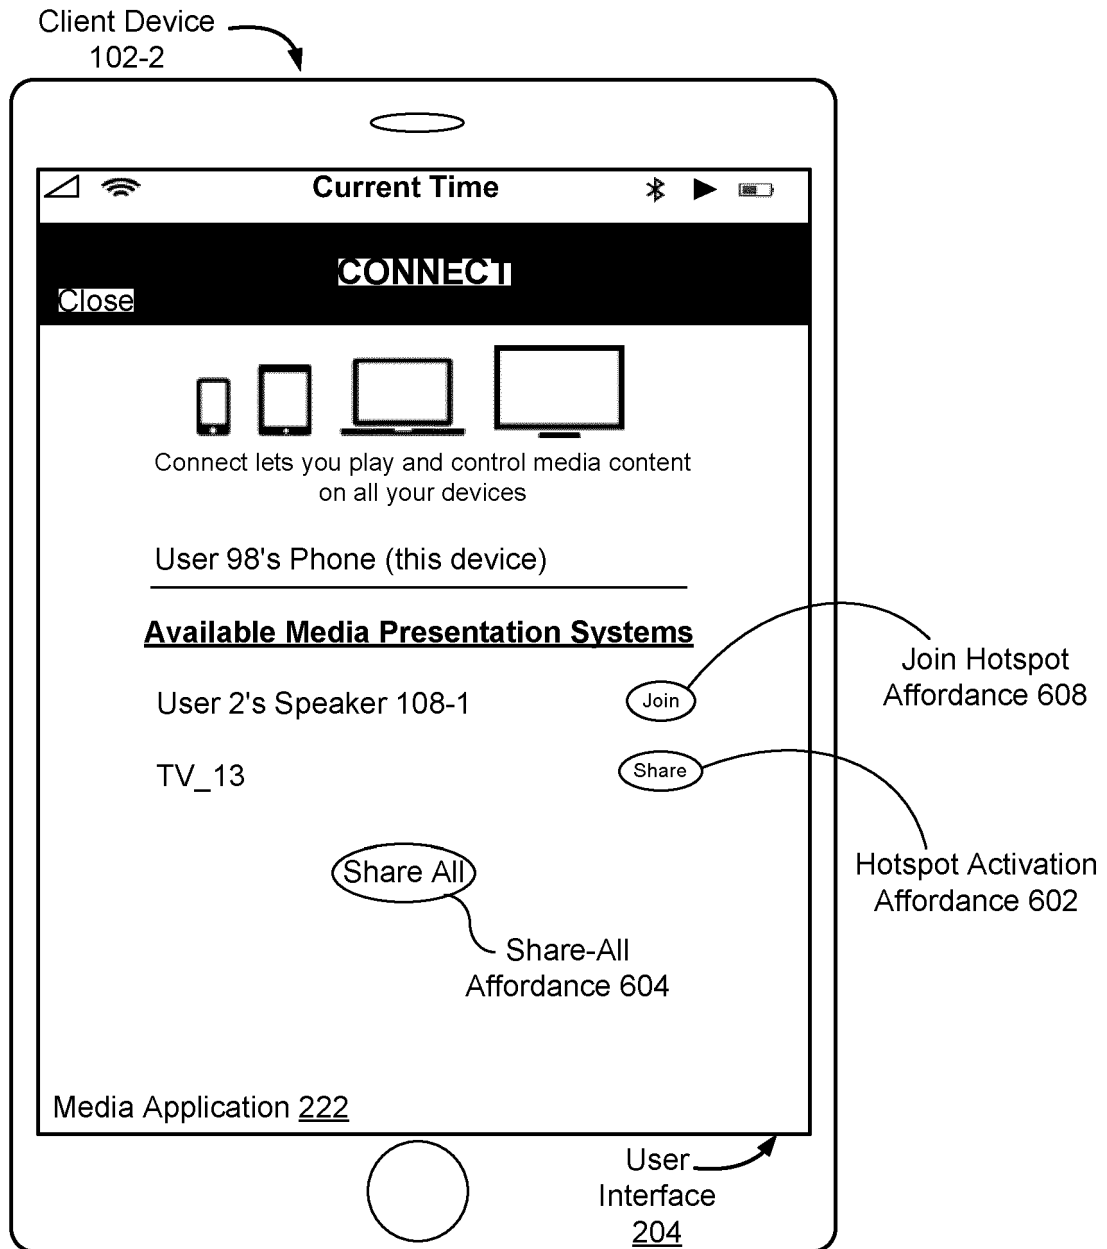 Client Device
102-2
Current Time
CONNECT
Close
Connect lets you play and control media content
on all your devices
User 98's Phone (this device)
Available Media Presentation Systems
User 2's Speaker 108-1
Join
Join Hotspot
Affordance 608
TV_13
Share
Hotspot Activation
Affordance 602
Share All
Share-All
Affordance 604
Media Application 222
User
Interface
204